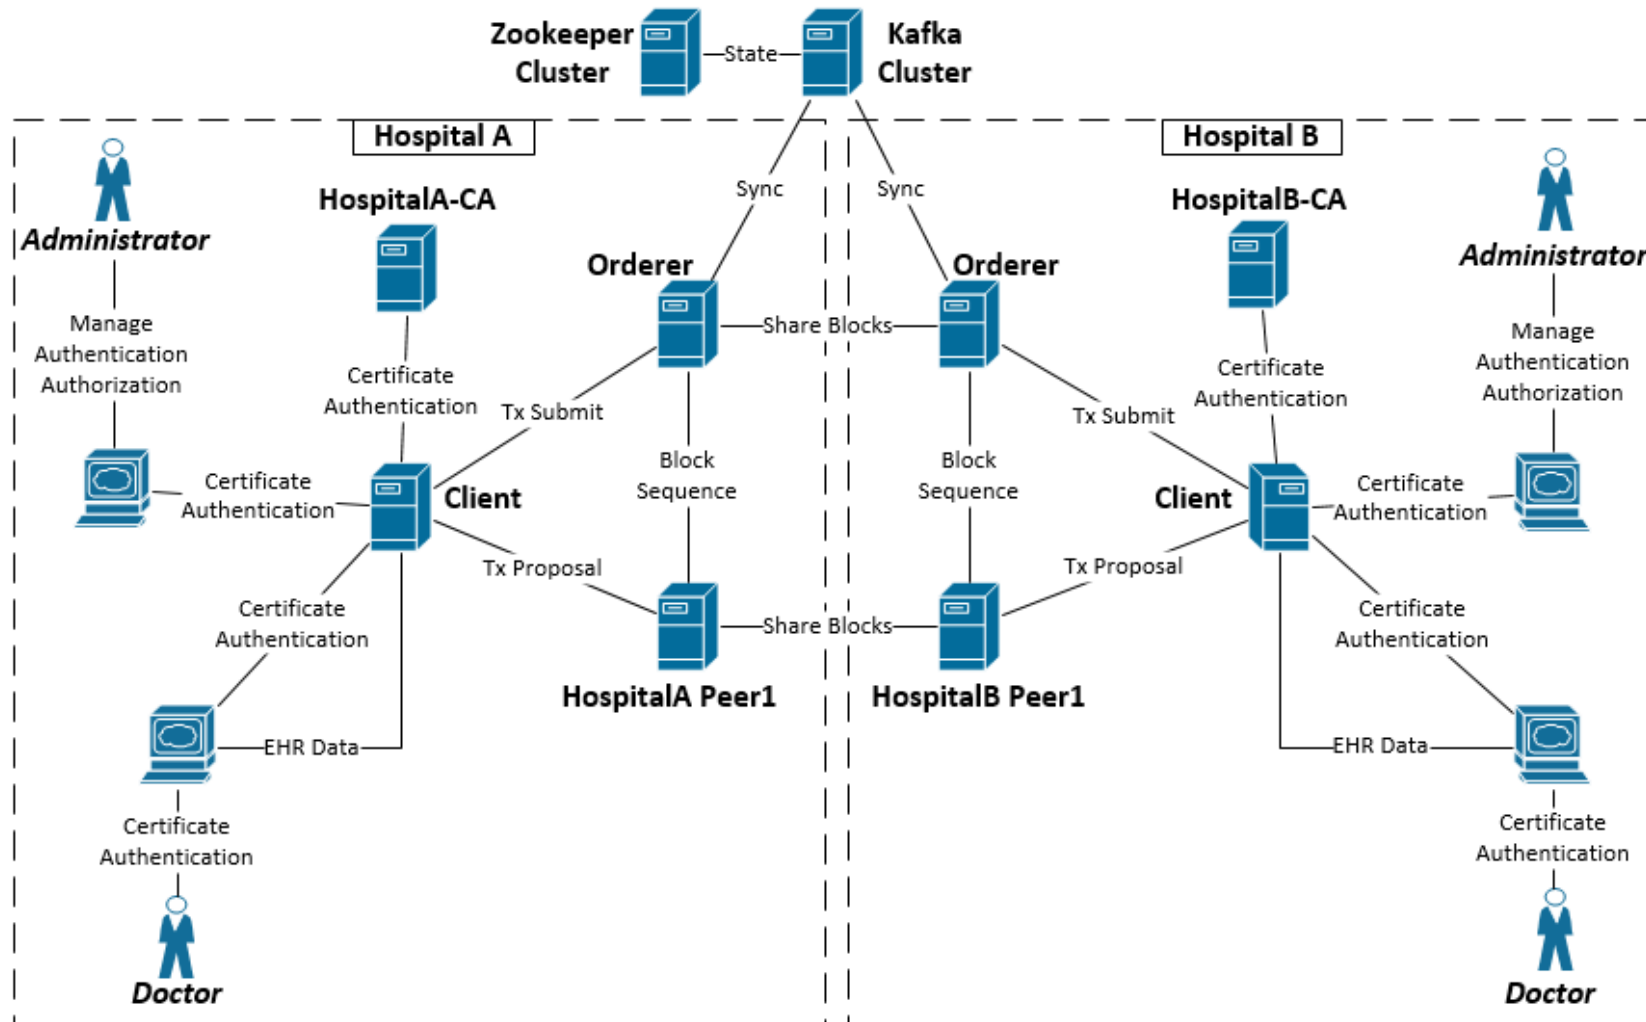 Zookeeper
Cluster
State
Kafka
Cluster
Hospital A
Administrator
HospitalA-CA
Sync
Orderer
Manage
Authentication
Authorization
Certificate
Authentication
Tx Submit
Share Blocks
Certificate
Authentication
Client
Block
Sequence
Tx Proposal
Certificate
Authentication
Share Blocks
HospitalA Peer1
EHR Data
Certificate
Authentication
Doctor
Hospital B
Sync
HospitalB-CA
Administrator
Orderer
Manage
Authentication
Authorization
Certificate
Authentication
Tx Submit
Block
Sequence
Client
Certificate
Authentication
Tx Proposal
Certificate
Authentication
HospitalB Peer1
EHR Data
Certificate
Authentication
Doctor